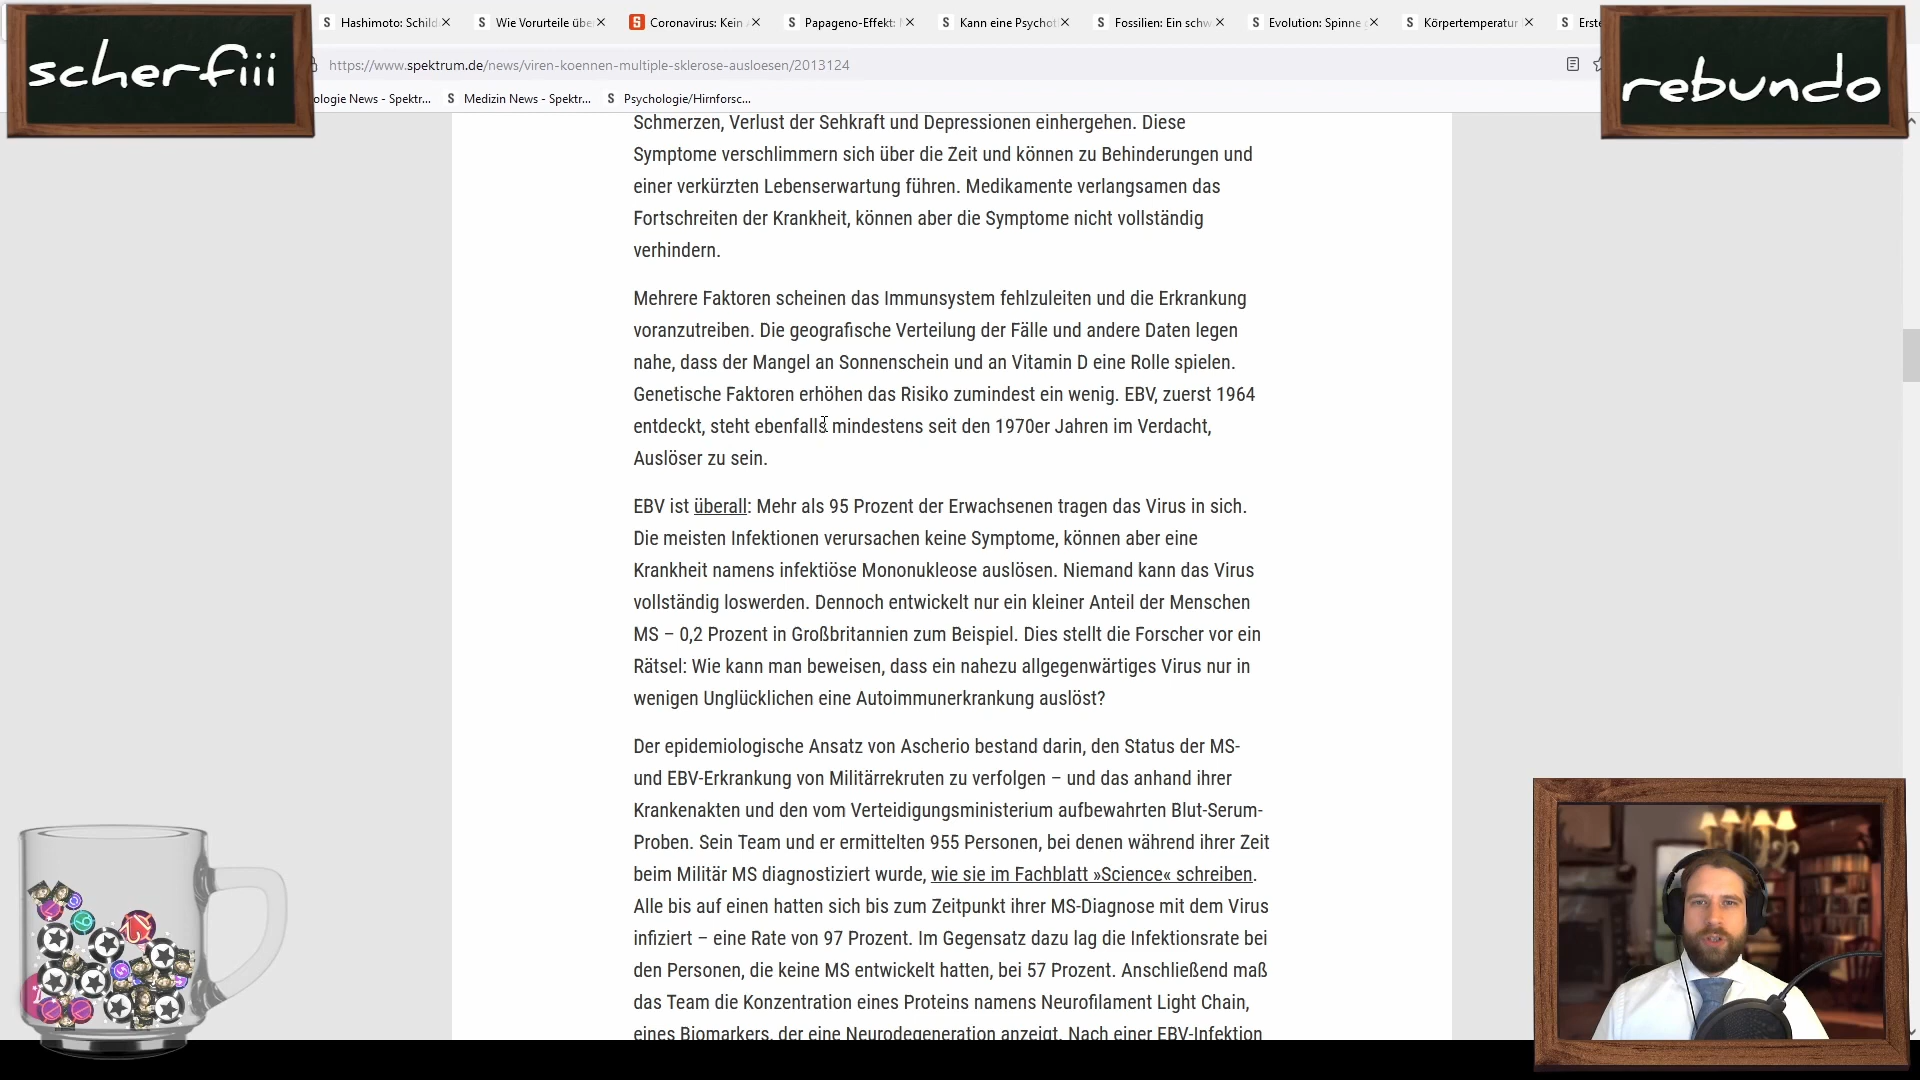 scherfiii
Hashimoto: Schild
Wie Vorurteile übe
Coronavirus: Kein
Papageno-Effekt:
Kann eine Psychot
Fossilien: Ein schw
Evolution: Spinne
Körpertemperatur
Erste
rebundo
https://www.spektrum.de/news/viren-koennen-multiple-sklerose-ausloesen/2013124
ologie News - Spektr...
Medizin News - Spektr...
Psychologie/Hirnforsc...
Schmerzen, Verlust der Sehkraft und Depressionen einhergehen. Diese
Symptome verschlimmern sich über die Zeit und können zu Behinderungen und
einer verkürzten Lebenserwartung führen. Medikamente verlangsamen das
Fortschreiten der Krankheit, können aber die Symptome nicht vollständig
verhindern.
Mehrere Faktoren scheinen das Immunsystem fehlzuleiten und die Erkrankung
voranzutreiben. Die geografische Verteilung der Fälle und andere Daten legen
nahe, dass der Mangel an Sonnenschein und an Vitamin D eine Rolle spielen.
Genetische Faktoren erhöhen das Risiko zumindest ein wenig. EBV, zuerst 1964
entdeckt, steht ebenfalls mindestens seit den 1970er Jahren im Verdacht,
Auslöser zu sein.
EBV ist überall: Mehr als 95 Prozent der Erwachsenen tragen das Virus in sich.
Die meisten Infektionen verursachen keine Symptome, können aber eine
Krankheit namens infektiöse Mononukleose auslösen. Niemand kann das Virus
vollständig loswerden. Dennoch entwickelt nur ein kleiner Anteil der Menschen
MS – 0,2 Prozent in Großbritannien zum Beispiel. Dies stellt die Forscher vor ein
Rätsel: Wie kann man beweisen, dass ein nahezu allgegenwärtiges Virus nur in
wenigen Unglücklichen eine Autoimmunerkrankung auslöst?
Der epidemiologische Ansatz von Ascherio bestand darin, den Status der MS-
und EBV-Erkrankung von Militärrekruten zu verfolgen – und das anhand ihrer
Krankenakten und den vom Verteidigungsministerium aufbewahrten Blut-Serum-
Proben. Sein Team und er ermittelten 955 Personen, bei denen während ihrer Zeit
beim Militär MS diagnostiziert wurde, wie sie im Fachblatt »Science« schreiben.
Alle bis auf einen hatten sich bis zum Zeitpunkt ihrer MS-Diagnose mit dem Virus
infiziert – eine Rate von 97 Prozent. Im Gegensatz dazu lag die Infektionsrate bei
den Personen, die keine MS entwickelt hatten, bei 57 Prozent. Anschließend maß
das Team die Konzentration eines Proteins namens Neurofilament Light Chain,
eines Biomarkers, der eine Neurodegeneration anzeigt. Nach einer EBV-Infektion